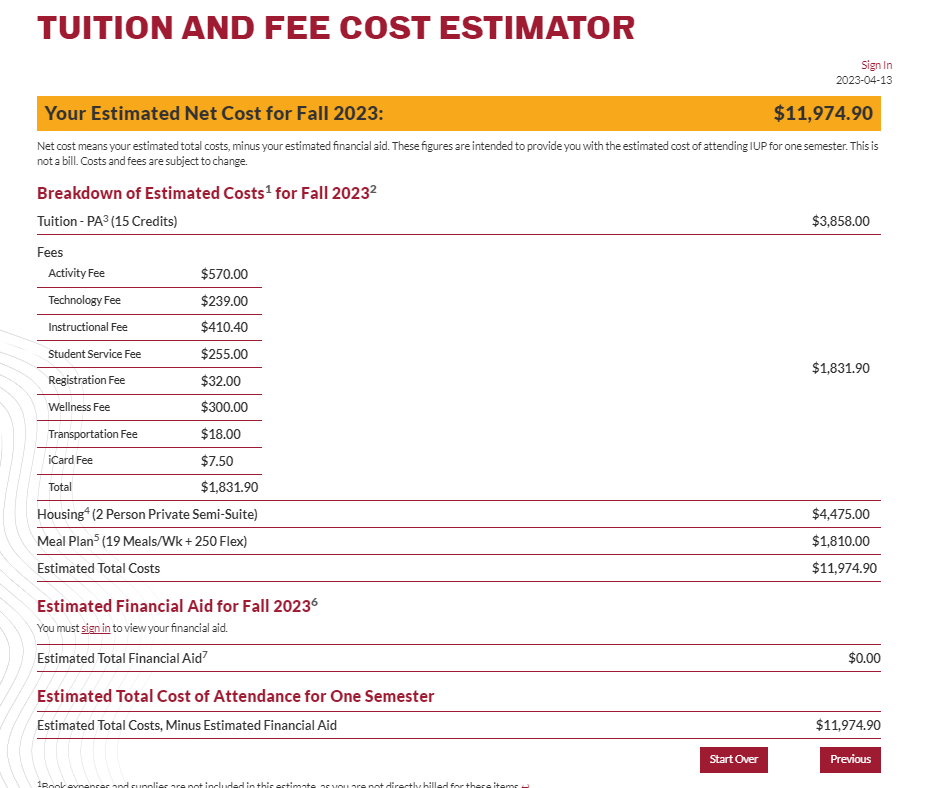 TUITION AND FEE COST ESTIMATOR
Sign In
2023-04-13
Your Estimated Net Cost for Fall 2023: $11,974.90
Net cost means your estimated total costs, minus your estimated financial aid. These figures are intended to provide you with the estimated cost of attending IUP for one semester. This is
not a bill. Costs and fees are subject to change.
Breakdown of Estimated Costs¹ for Fall 2023²
Tuition - PA³ (15 Credits) $3,858.00
Fees
Activity Fee $570.00
Technology Fee $239.00
Instructional Fee $410.40
Student Service Fee $255.00
$1,831.90
Registration Fee $32.00
Wellness Fee $300.00
Transportation Fee $18.00
iCard Fee $7.50
Total $1,831.90
Housing⁴ (2 Person Private Semi-Suite) $4,475.00
Meal Plan⁵ (19 Meals/Wk + 250 Flex) $1,810.00
Estimated Total Costs $11,974.90
Estimated Financial Aid for Fall 2023⁶
You must sign in to view your financial aid.
Estimated Total Financial Aid⁷ $0.00
Estimated Total Cost of Attendance for One Semester
Estimated Total Costs, Minus Estimated Financial Aid $11,974.90
Start Over Previous
¹Book expenses and supplies are not included in this estimate, as you are not directly billed for these items. ↩